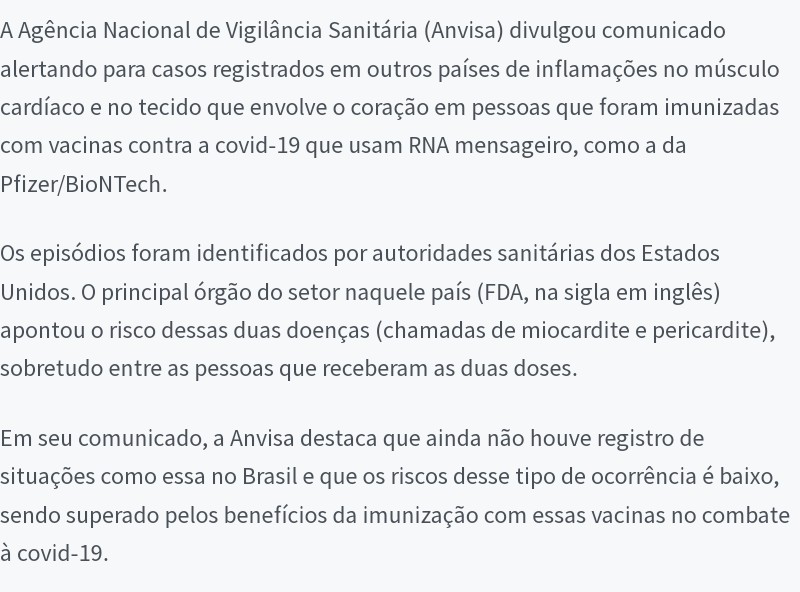 A Agência Nacional de Vigilância Sanitária (Anvisa) divulgou comunicado
alertando para casos registrados em outros países de inflamações no músculo
cardíaco e no tecido que envolve o coração em pessoas que foram imunizadas
com vacinas contra a covid-19 que usam RNA mensageiro, como a da
Pfizer/BioNTech.
Os episódios foram identificados por autoridades sanitárias dos Estados
Unidos. O principal órgão do setor naquele país (FDA, na sigla em inglês)
apontou o risco dessas duas doenças (chamadas de miocardite e pericardite),
sobretudo entre as pessoas que receberam as duas doses.
Em seu comunicado, a Anvisa destaca que ainda não houve registro de
situações como essa no Brasil e que os riscos desse tipo de ocorrência é baixo,
sendo superado pelos benefícios da imunização com essas vacinas no combate
à covid-19.